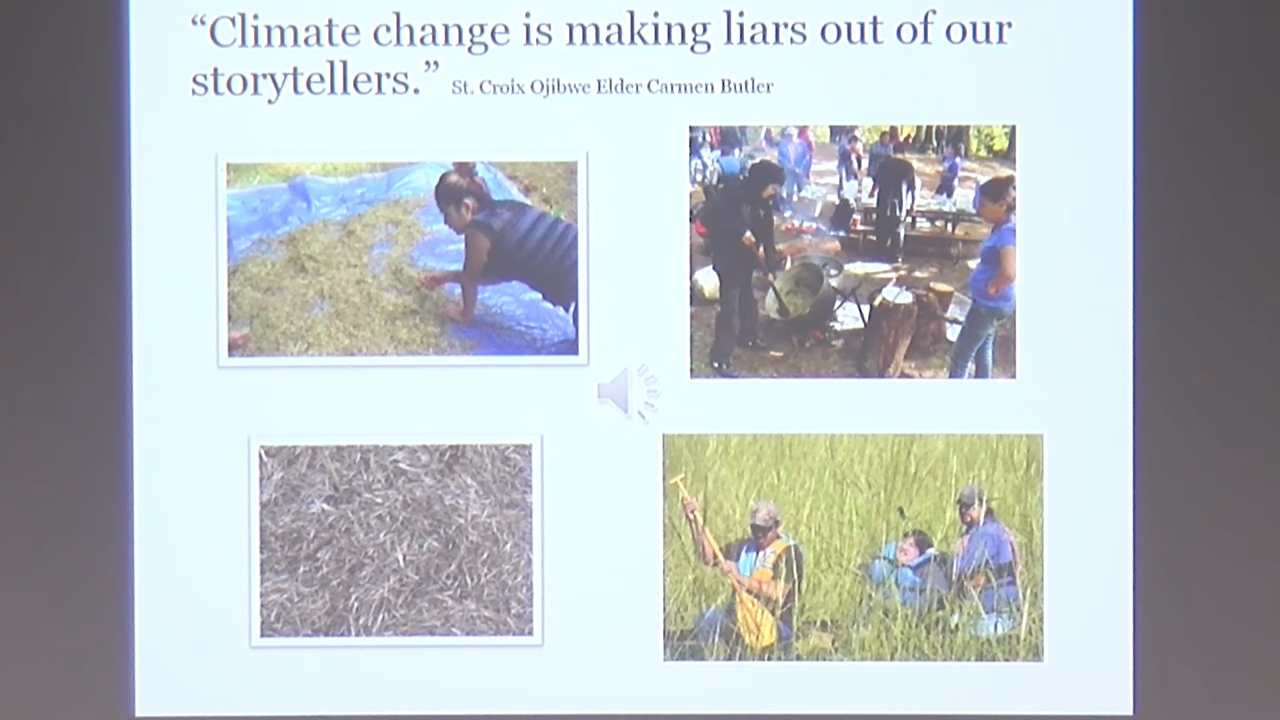 “Climate change is making liars out of our
storytellers.” St. Croix Ojibwe Elder Carmen Butler